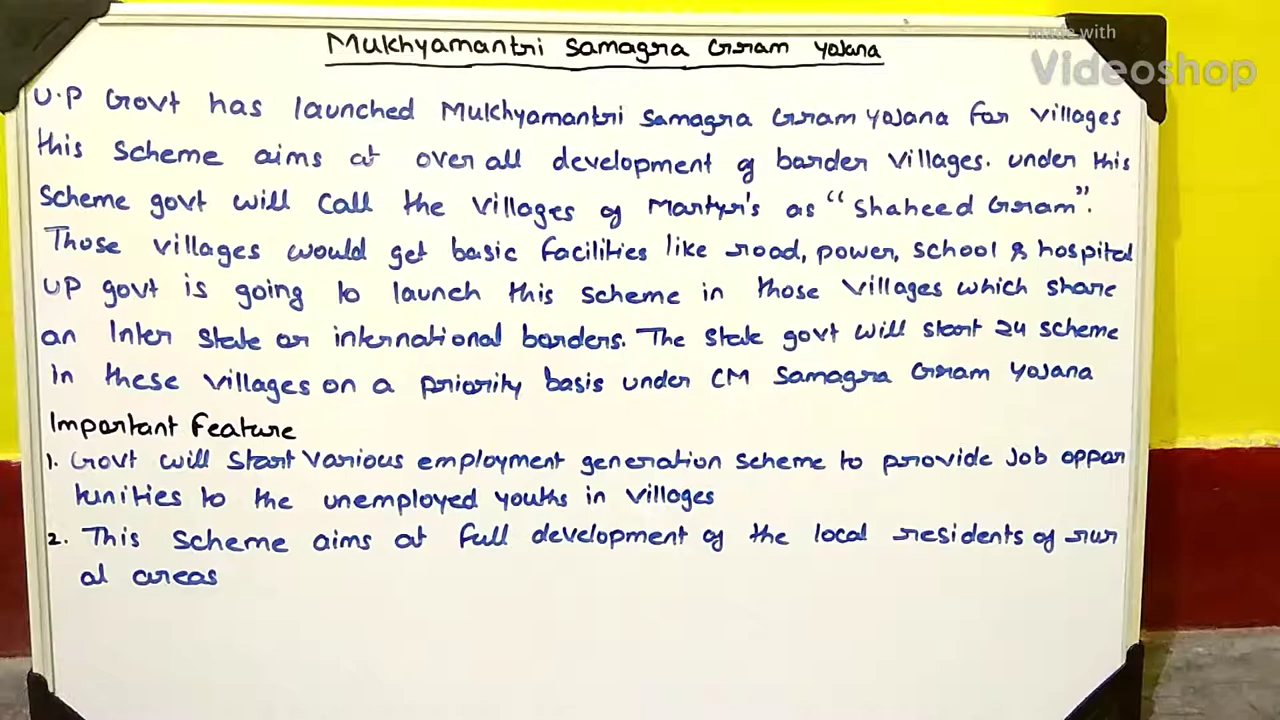 made with
Videoshop
Mukhyamantri Samagra Gram Yojana
U.P Govt has launched Mukhyamantri Samagra Gram Yojana for villages
this scheme aims at over all development of border villages. under this
scheme govt will call the villages of Martyr's as "Shaheed Gram".
Those villages would get basic facilities like road, power, school & hospital
UP govt is going to launch this scheme in those villages which share
an Inter state or international borders. The state govt will start 24 scheme
in these villages on a priority basis under CM Samagra Gram Yojana
Important Feature
1. Govt will start various employment generation scheme to provide Job oppor
tunities to the unemployed youths in villages
2. This scheme aims at full development of the local residents of rur
al areas